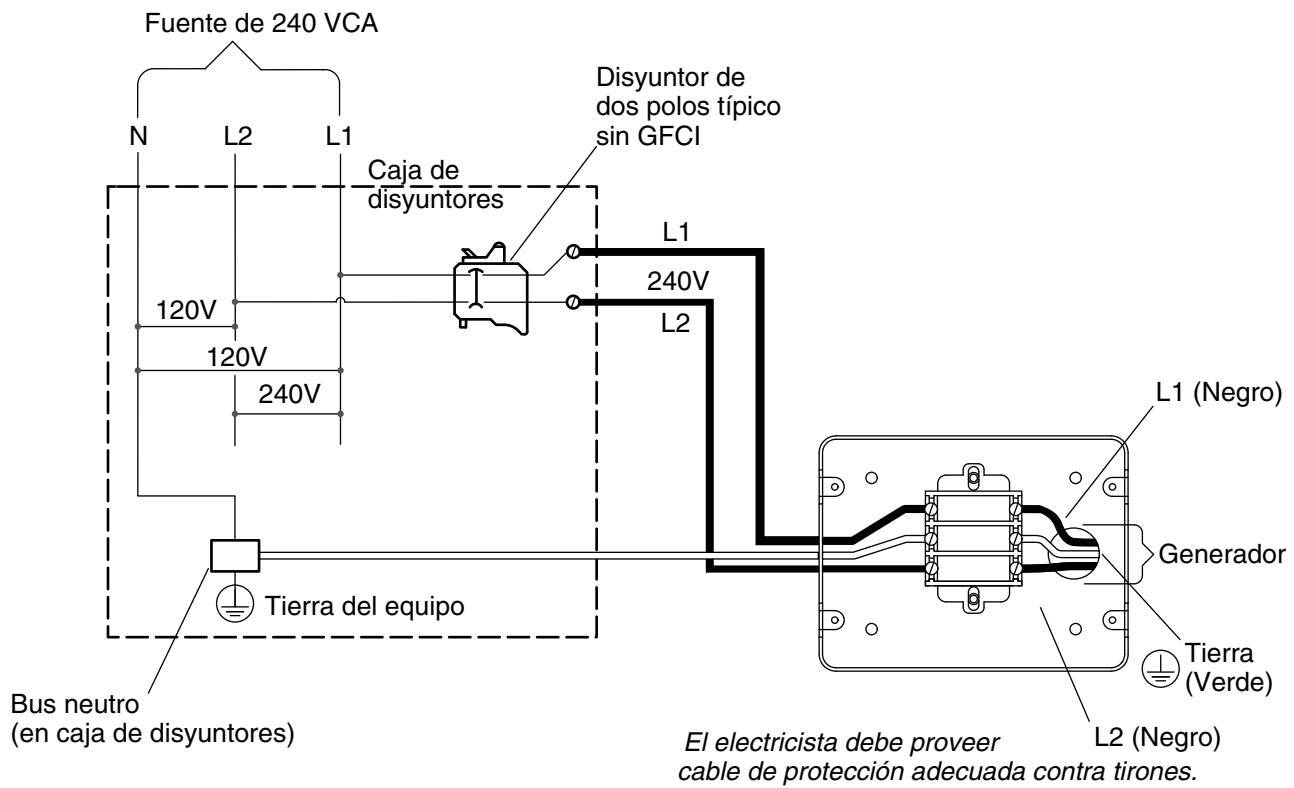 Fuente de 240 VCA
Disyuntor de
dos polos típico
sin GFCI
N
L2
L1
Caja de
disyuntores
L1
240V
L2
120V
120V
240V
L1 (Negro)
Generador
Tierra del equipo
Tierra
(Verde)
Bus neutro
(en caja de disyuntores)
L2 (Negro)
El electricista debe proveer
cable de protección adecuada contra tirones.